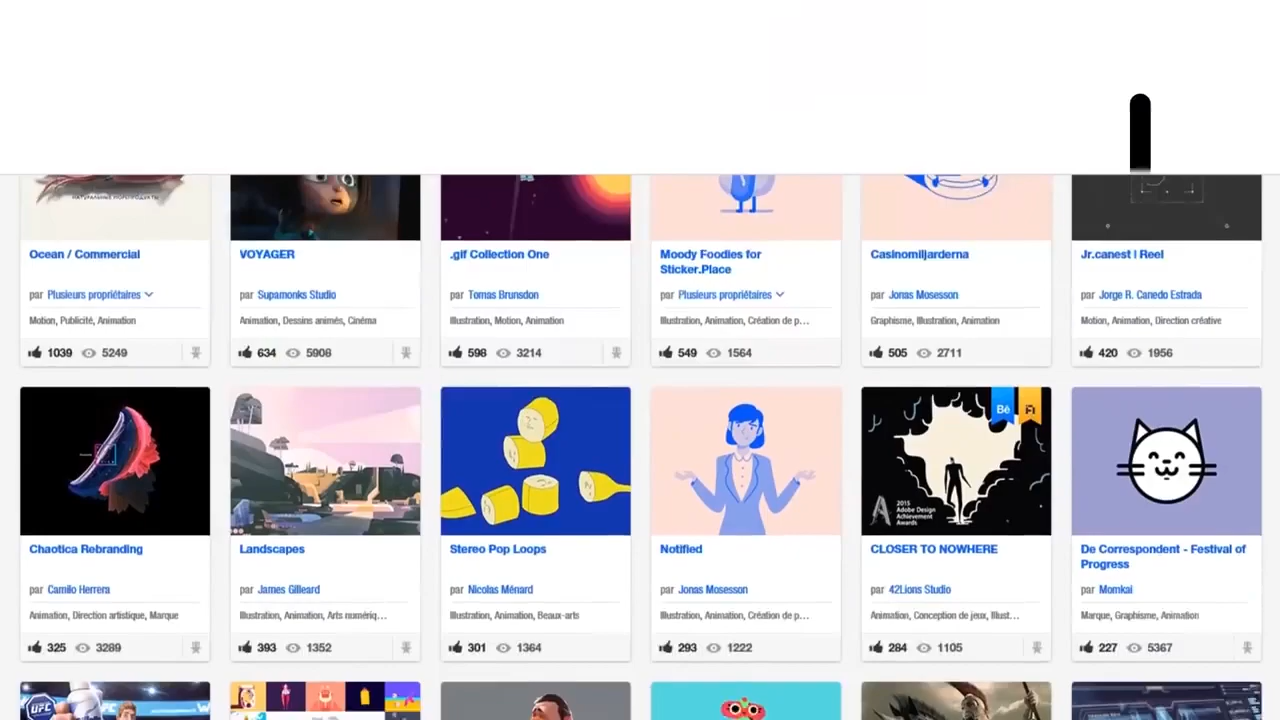 НАТУРАЛЬНЫЕ МОРЕПРОДУКТЫ
Ocean / Commercial
par Plusieurs propriétaires
Motion, Publicité, Animation
1039 5249
VOYAGER
par Supamonks Studio
Animation, Dessins animés, Cinéma
634 5908
.gif Collection One
par Tomas Brunsdon
Illustration, Motion, Animation
598 3214
Moody Foodies for
Sticker.Place
par Plusieurs propriétaires
Illustration, Animation, Création de p...
549 1564
Casinomiljarderna
par Jonas Mosesson
Graphisme, Illustration, Animation
505 2711
Jr.canest | Reel
par Jorge R. Canedo Estrada
Motion, Animation, Direction créative
420 1956
Chaotica Rebranding
par Camilo Herrera
Animation, Direction artistique, Marque
325 3289
Landscapes
par James Gilleard
Illustration, Animation, Arts numériq...
393 1352
Stereo Pop Loops
par Nicolas Ménard
Illustration, Animation, Beaux-arts
301 1364
Notified
par Jonas Mosesson
Illustration, Animation, Création de p...
293 1222
Bē
2015
Adobe Design
Achievement
Awards
CLOSER TO NOWHERE
par 42Lions Studio
Animation, Conception de jeux, Illust...
284 1105
De Correspondent - Festival of
Progress
par Momkai
Marque, Graphisme, Animation
227 5367
UFC